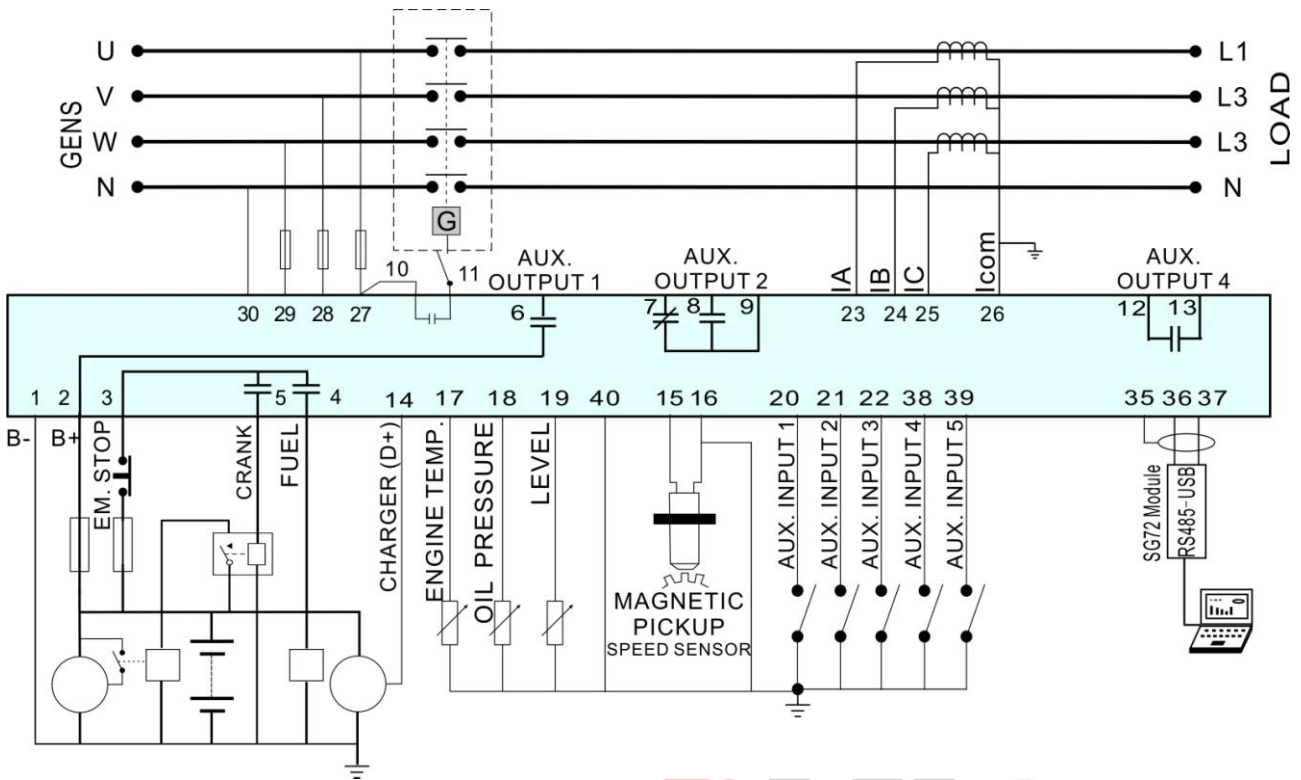 U
L1
V
L3
W
L3
N
N
GENS
LOAD
G
10
11
AUX.
OUTPUT 1
AUX.
OUTPUT 2
IA
IB
IC
Icom
AUX.
OUTPUT 4
30
29
28
27
6
7
8
9
23
24
25
26
12
13
1
2
3
5
4
14
17
18
19
40
15
16
20
21
22
38
39
35
36
37
B-
B+
EM. STOP
CRANK
FUEL
CHARGER (D+)
ENGINE TEMP.
OIL PRESSURE
LEVEL
MAGNETIC
PICKUP
SPEED SENSOR
AUX. INPUT 1
AUX. INPUT 2
AUX. INPUT 3
AUX. INPUT 4
AUX. INPUT 5
SG72 Module
RS485-USB